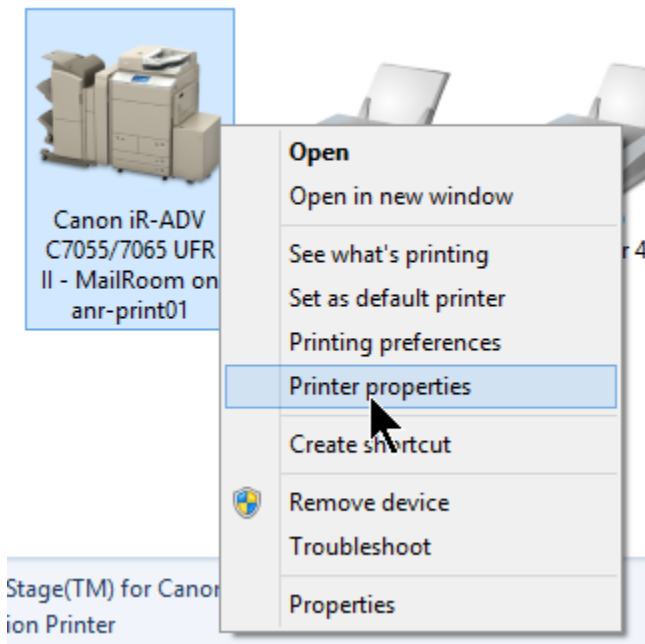 Canon iR-ADV
C7055/7065 UFR
II - MailRoom on
anr-print01
Open
Open in new window
See what's printing
Set as default printer
Printing preferences
Printer properties
Create shortcut
Remove device
Troubleshoot
Properties
r 4
Stage(TM) for Canon
ion Printer